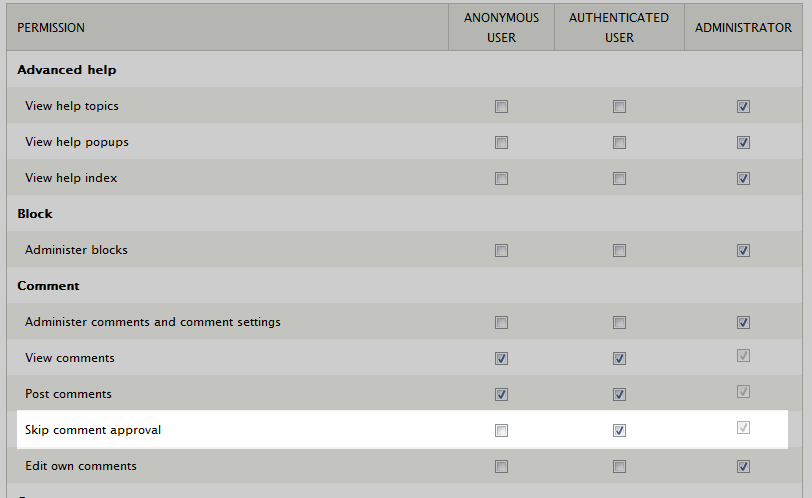 PERMISSION
ANONYMOUS USER
AUTHENTICATED USER
ADMINISTRATOR
Advanced help
View help topics
View help popups
View help index
Block
Administer blocks
Comment
Administer comments and comment settings
View comments
Post comments
Skip comment approval
Edit own comments